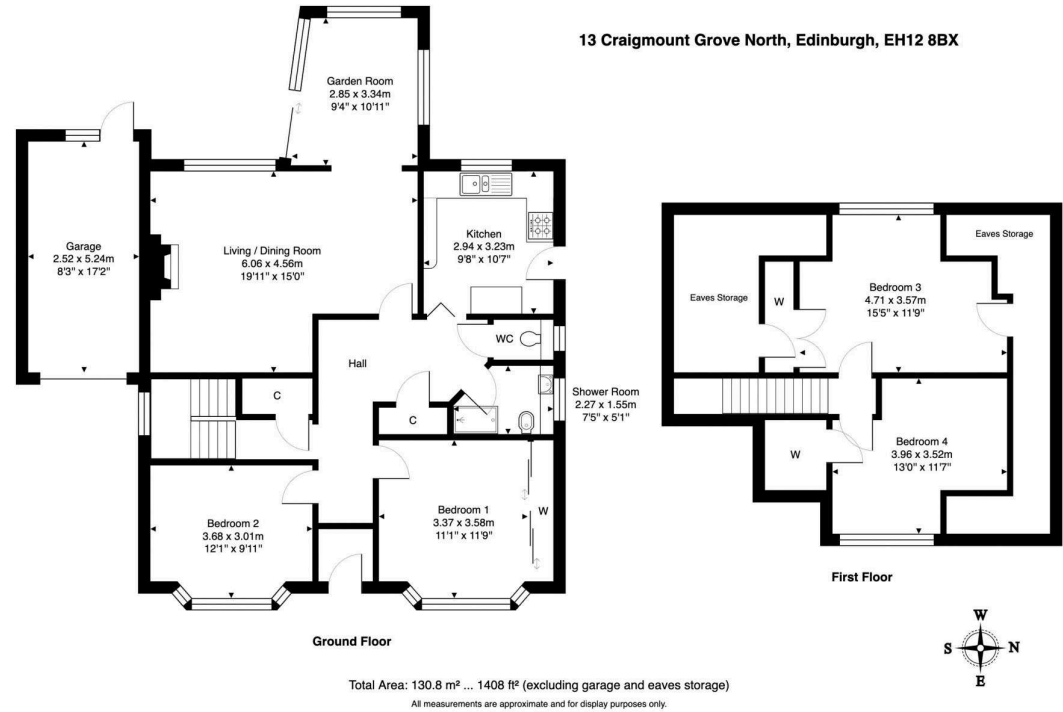 13 Craigmount Grove North, Edinburgh, EH12 8BX
Garden Room
2.85 x 3.34m
9'4" x 10'11"
Garage
2.52 x 5.24m
8'3" x 17'2"
Living / Dining Room
6.06 x 4.56m
19'11" x 15'0"
Kitchen
2.94 x 3.23m
9'8" x 10'7"
WC
Hall
C
C
Shower Room
2.27 x 1.55m
7'5" x 5'1"
Bedroom 2
3.68 x 3.01m
12'1" x 9'11"
Bedroom 1
3.37 x 3.58m
11'1" x 11'9"
W
Ground Floor
Eaves Storage
Eaves Storage
W
Bedroom 3
4.71 x 3.57m
15'5" x 11'9"
W
Bedroom 4
3.96 x 3.52m
13'0" x 11'7"
First Floor
W
S
N
E
Total Area: 130.8 m² ... 1408 ft² (excluding garage and eaves storage)
All measurements are approximate and for display purposes only.